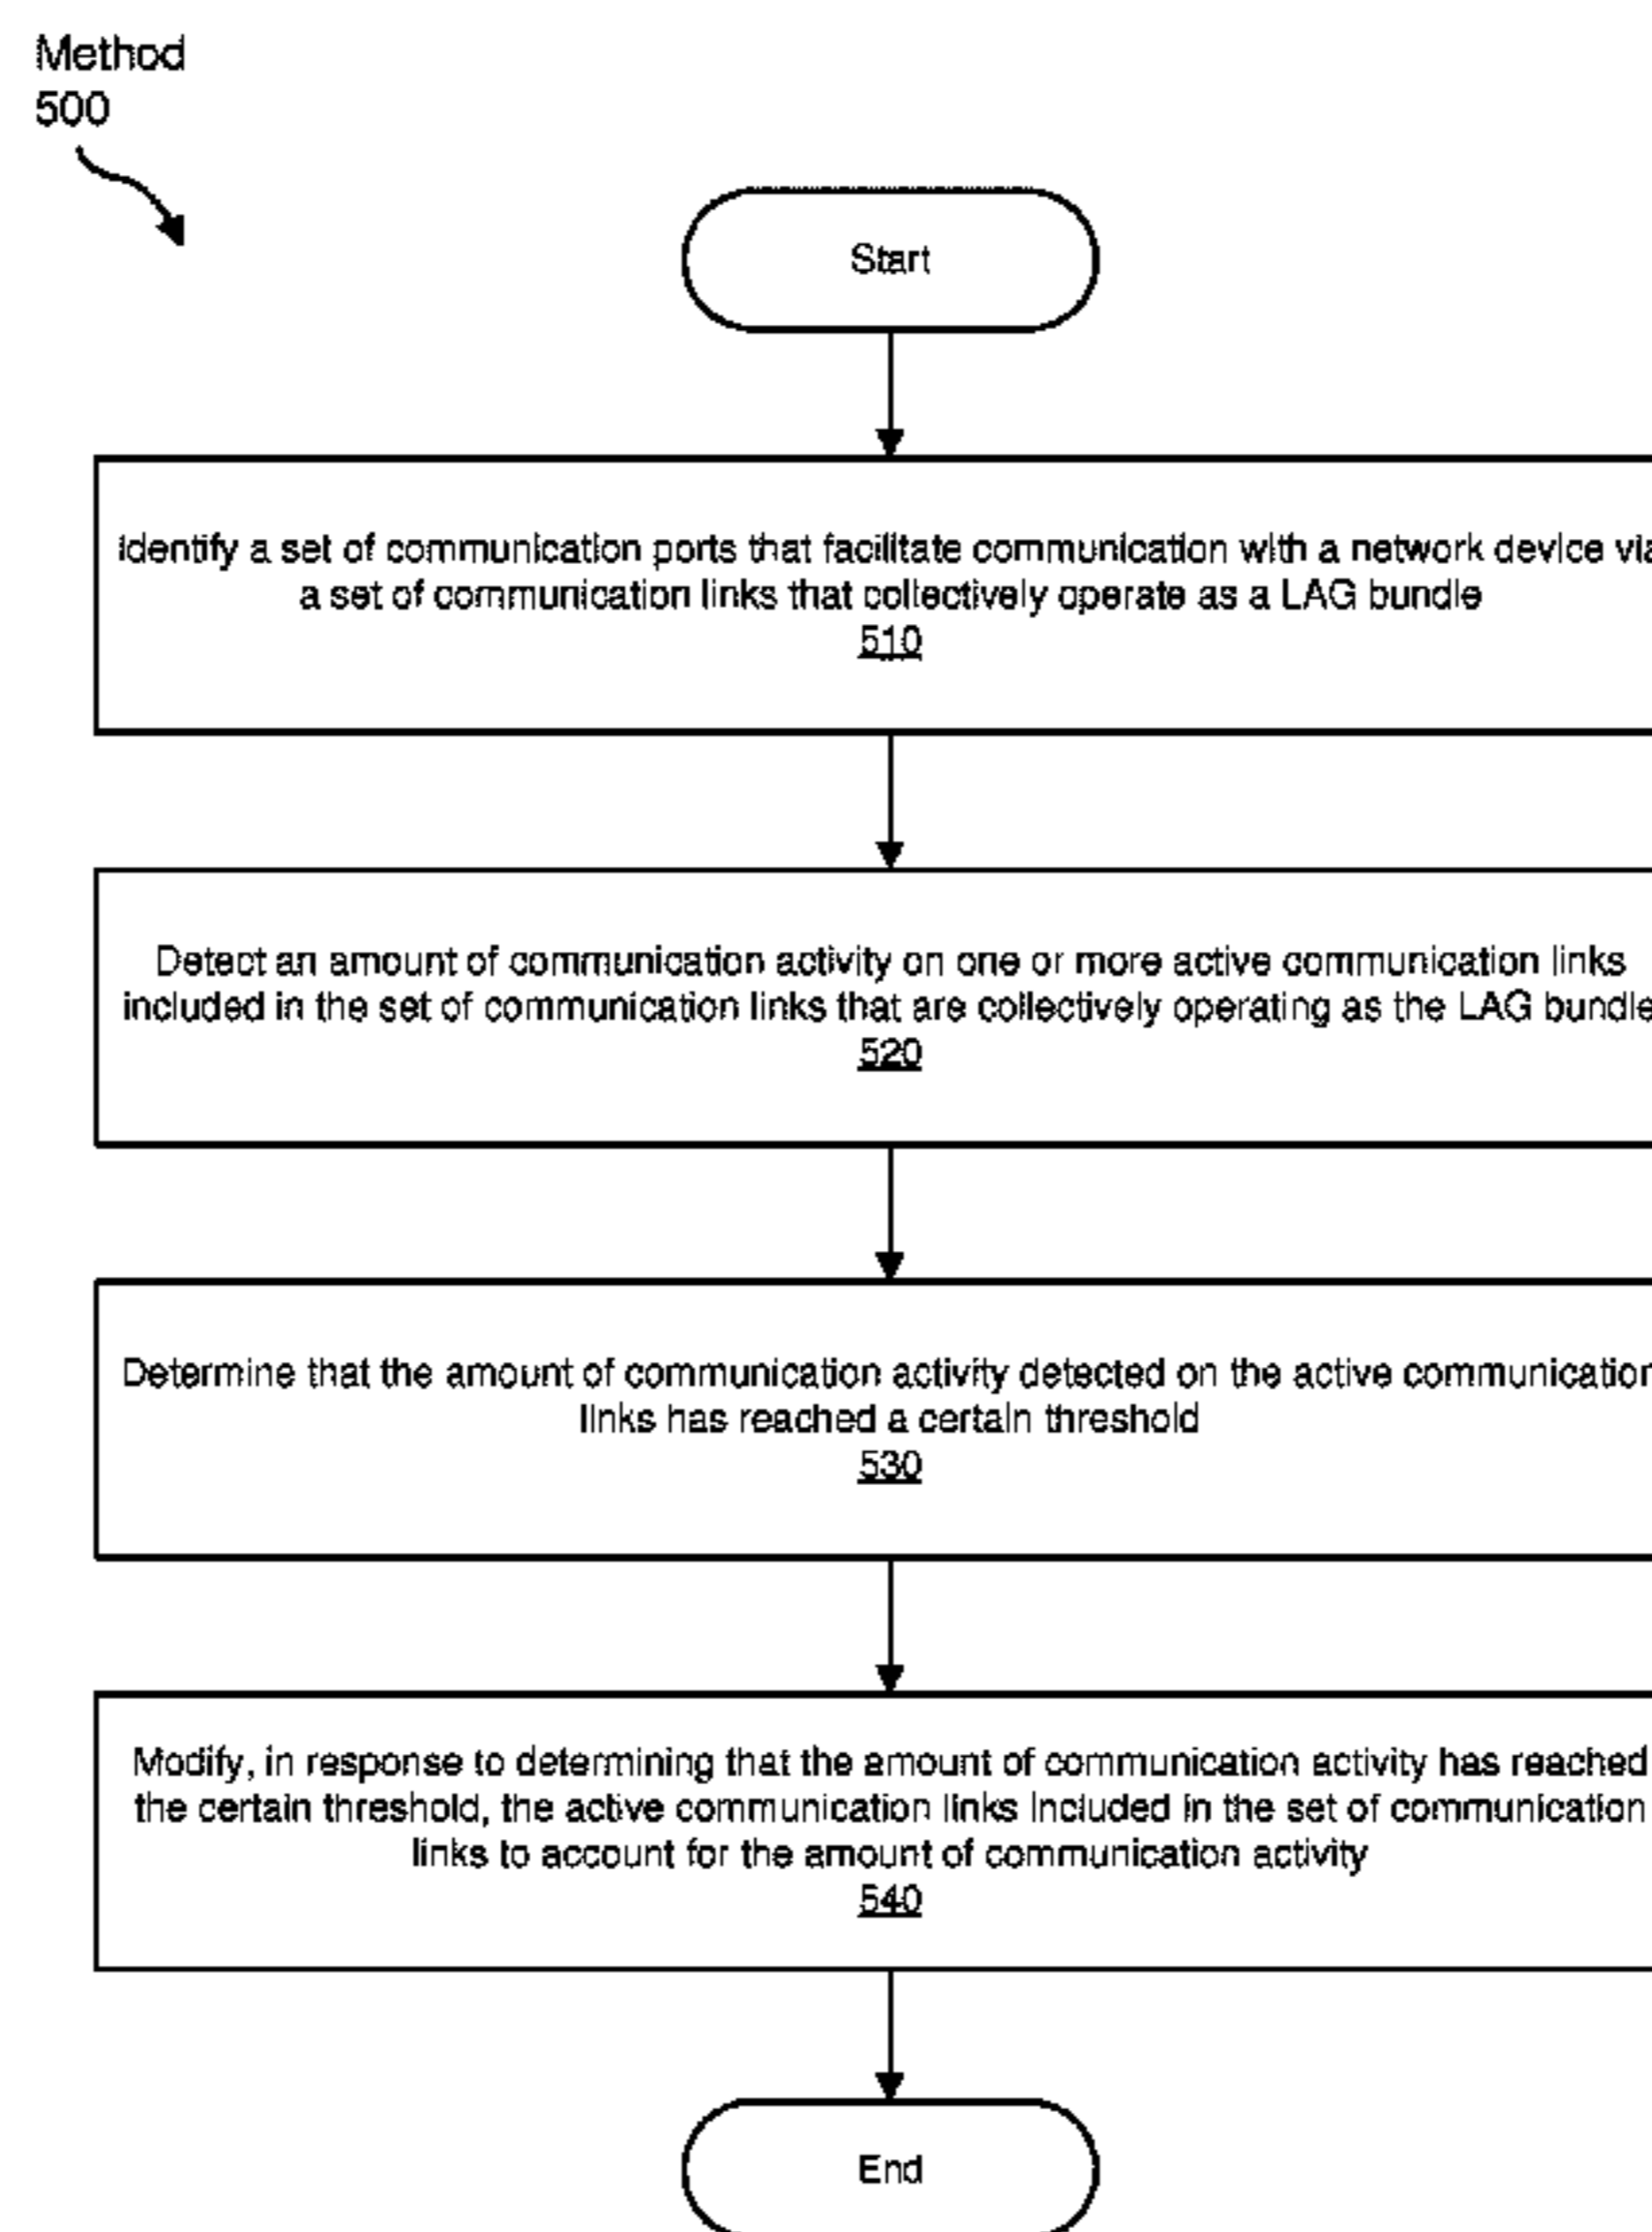 Method
500
Start
Identify a set of communication ports that facilitate communication with a network device via
a set of communication links that collectively operate as a LAG bundle
510
Detect an amount of communication activity on one or more active communication links
included in the set of communication links that are collectively operating as the LAG bundle
520
Determine that the amount of communication activity detected on the active communication
links has reached a certain threshold
530
Modify, in response to determining that the amount of communication activity has reached
the certain threshold, the active communication links included in the set of communication
links to account for the amount of communication activity
540
End